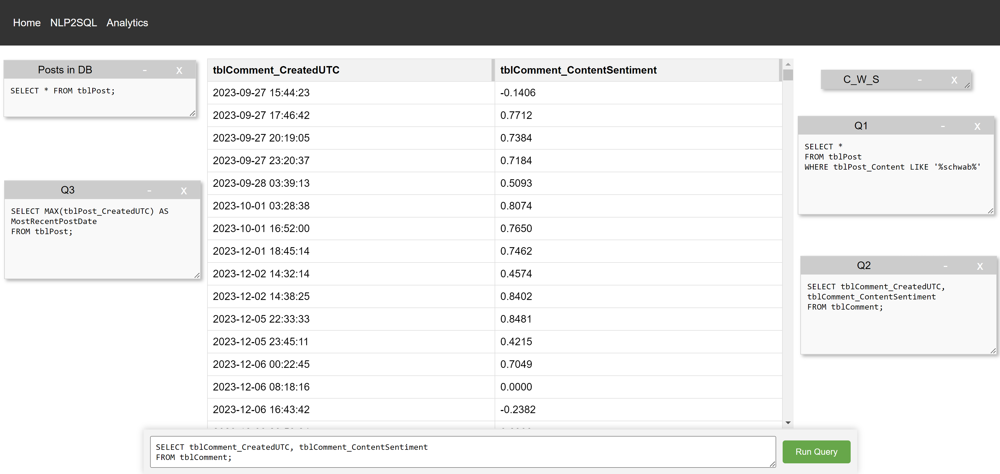 Home NLP2SQL Analytics
Posts in DB - X
SELECT * FROM tblPost;
Q3 - X
SELECT MAX(tblPost_CreatedUTC) AS
MostRecentPostDate
FROM tblPost;
tblComment_CreatedUTC tblComment_ContentSentiment
2023-09-27 15:44:23 -0.1406
2023-09-27 17:46:42 0.7712
2023-09-27 20:19:05 0.7384
2023-09-27 23:20:37 0.7184
2023-09-28 03:39:13 0.5093
2023-10-01 03:28:38 0.8074
2023-10-01 16:52:00 0.7650
2023-12-01 18:45:14 0.7462
2023-12-02 14:32:14 0.4574
2023-12-02 14:38:25 0.8402
2023-12-05 22:33:33 0.8481
2023-12-05 23:45:11 0.4215
2023-12-06 00:22:45 0.7049
2023-12-06 08:18:16 0.0000
2023-12-06 16:43:42 -0.2382
C_W_S - X
Q1 - X
SELECT *
FROM tblPost
WHERE tblPost_Content LIKE '%schwab%'
Q2 - X
SELECT tblComment_CreatedUTC,
tblComment_ContentSentiment
FROM tblComment;
SELECT tblComment_CreatedUTC, tblComment_ContentSentiment
FROM tblComment;
Run Query